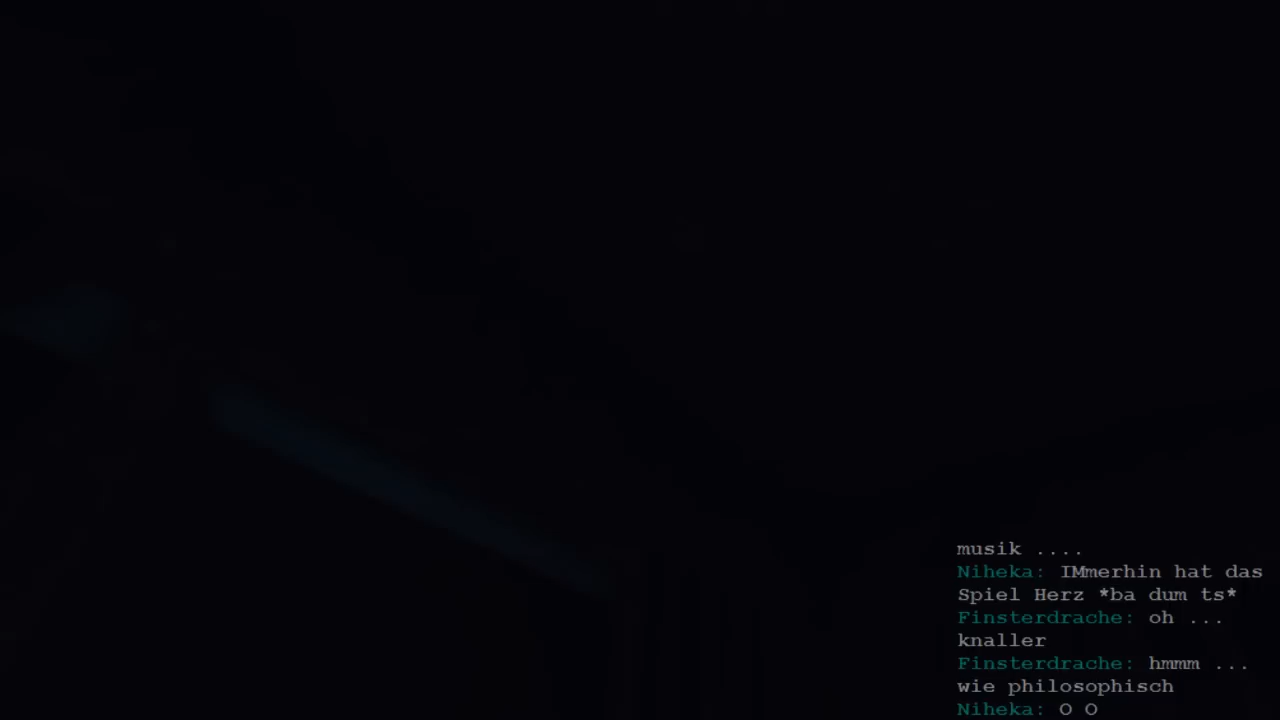 musik ....
Niheka: IMmerhin hat das
Spiel Herz *ba dum ts*
Finsterdrache: oh ...
knaller
Finsterdrache: hmmm ...
wie philosophisch
Niheka: O O